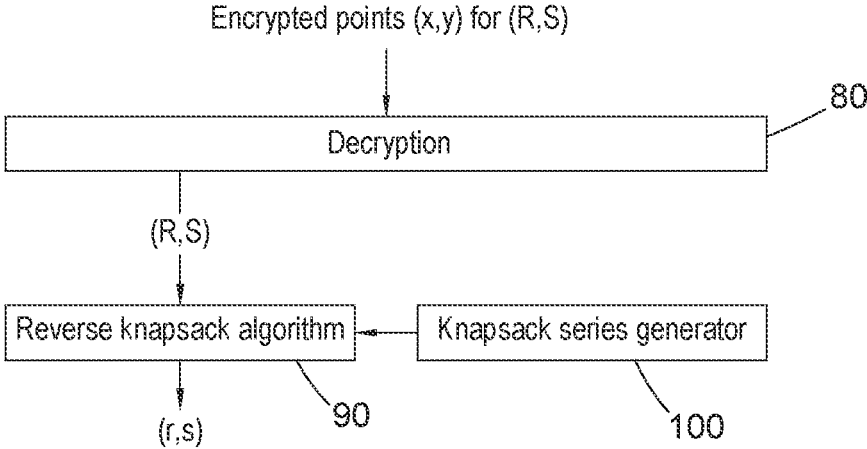 Encrypted points (x,y) for (R,S)
80
Decryption
(R,S)
Reverse knapsack algorithm
Knapsack series generator
90
100
(r,s)